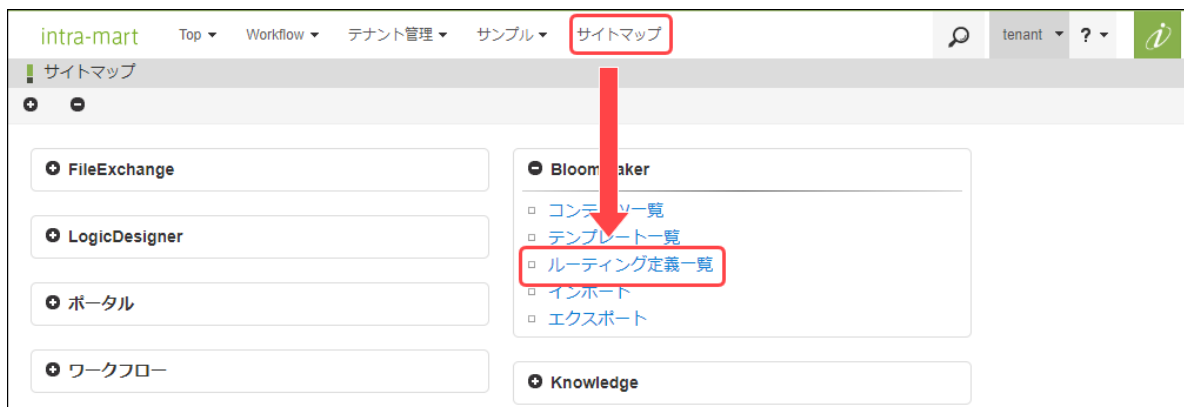 intra-mart Top Workflow テナント管理 サンプル サイトマップ tenant ?
サイトマップ
FileExchange
LogicDesigner
ポータル
ワークフロー
コンテンツ一覧
テンプレート一覧
ルーティング定義一覧
インポート
エクスポート
Knowledge